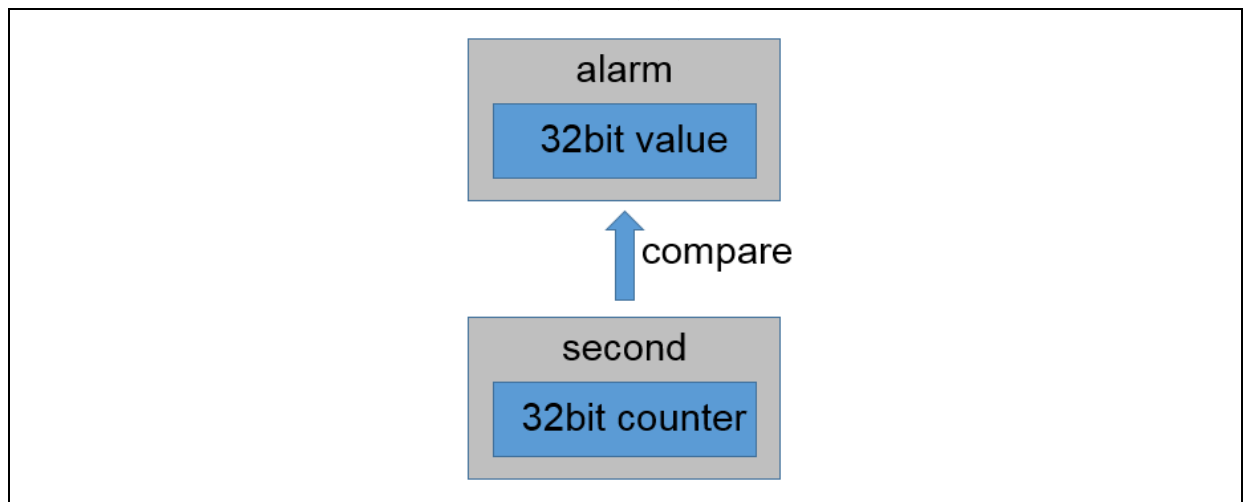 alarm
32bit value
compare
second
32bit counter